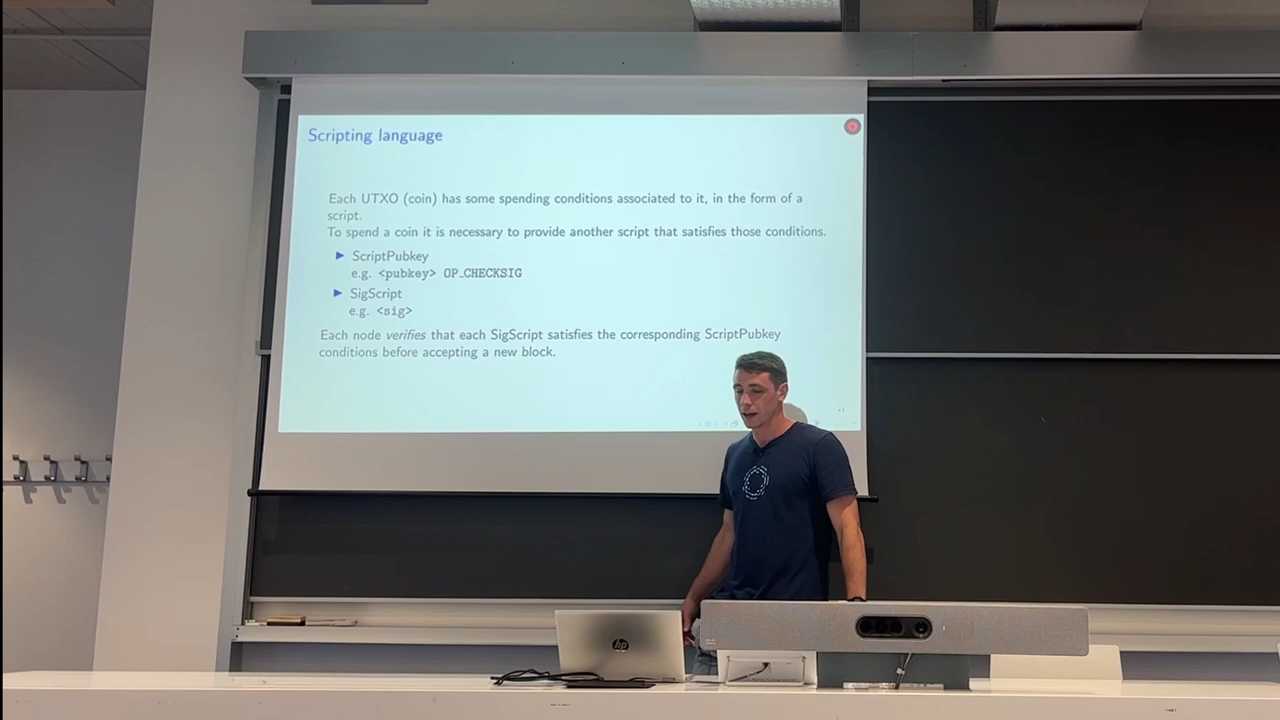 Scripting language
Each UTXO (coin) has some spending conditions associated to it, in the form of a
script.
To spend a coin it is necessary to provide another script that satisfies those conditions.
ScriptPubkey
e.g. <pubkey> OP_CHECKSIG
SigScript
e.g. <sig>
Each node verifies that each SigScript satisfies the corresponding ScriptPubkey
conditions before accepting a new block.
hp